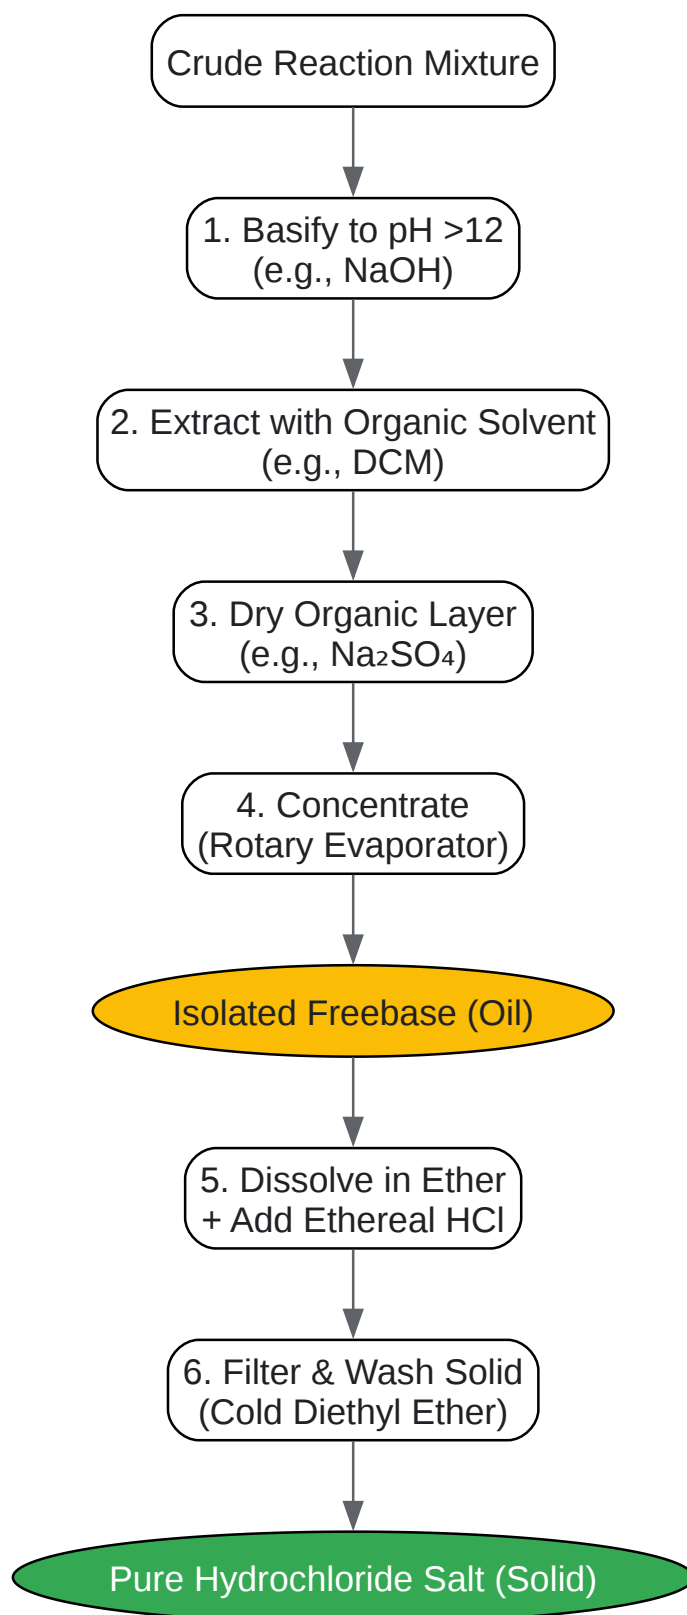 Crude Reaction Mixture
1. Basify to pH >12
(e.g., NaOH)
2. Extract with Organic Solvent
(e.g., DCM)
3. Dry Organic Layer
(e.g., Na₂SO₄)
4. Concentrate
(Rotary Evaporator)
Isolated Freebase (Oil)
5. Dissolve in Ether
+ Add Ethereal HCl
6. Filter & Wash Solid
(Cold Diethyl Ether)
Pure Hydrochloride Salt (Solid)